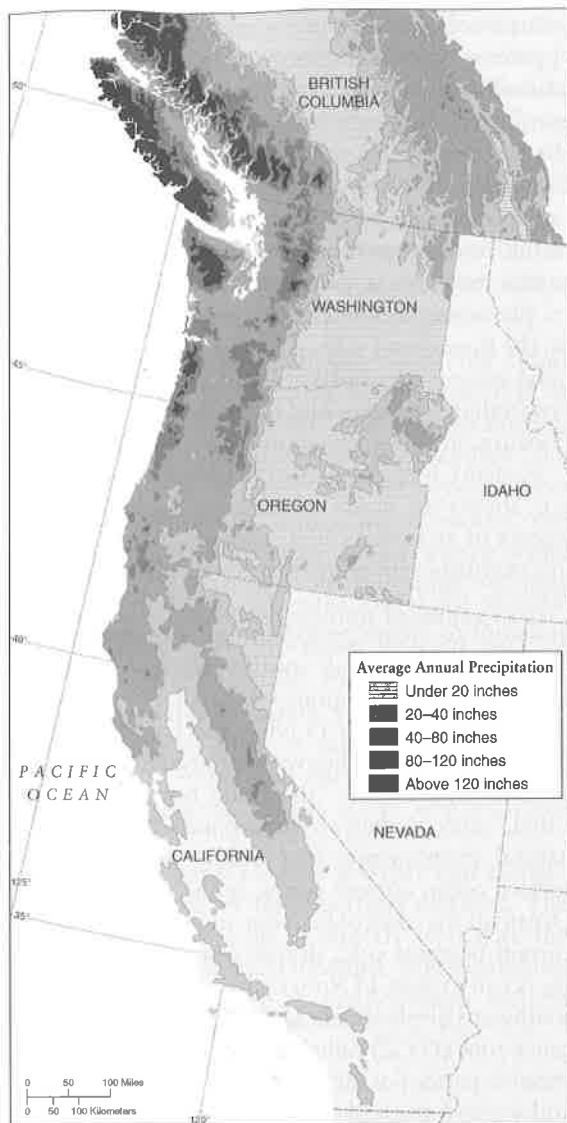 50°
BRITISH
COLUMBIA
WASHINGTON
45°
IDAHO
OREGON
40°
Average Annual Precipitation
Under 20 inches
20–40 inches
40–80 inches
80–120 inches
Above 120 inches
PACIFIC
OCEAN
NEVADA
CALIFORNIA
125°
35°
0 50 100 Miles
0 50 100 Kilometers
120°